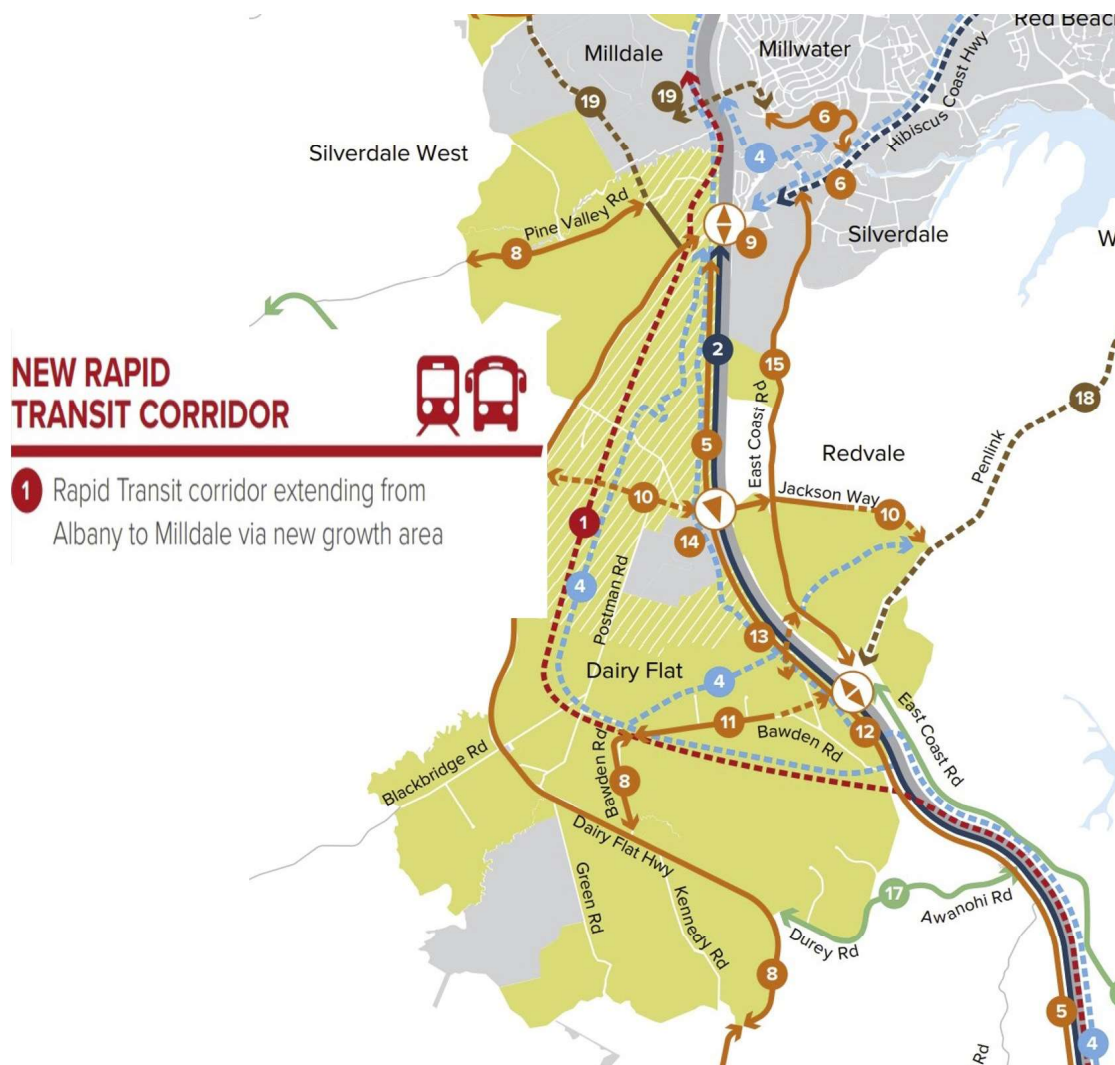 Red Beac
Milldale
Millwater
Hibiscus Coast Hwy
19
19
6
4
Silverdale West
6
Pine Valley Rd
8
9
Silverdale
W
NEW RAPID
TRANSIT CORRIDOR
2
15
18
1 Rapid Transit corridor extending from
Albany to Milldale via new growth area
5
East Coast Rd
Redvale
Penlink
10
Jackson Way
10
1
14
4
Postman Rd
13
Dairy Flat
4
11
Bawden Rd
12
East Coast Rd
Blackbridge Rd
Bawden Rd
8
Dairy Flat Hwy
Green Rd
Kennedy Rd
17
Awanohi Rd
Durey Rd
8
5
4
Rd